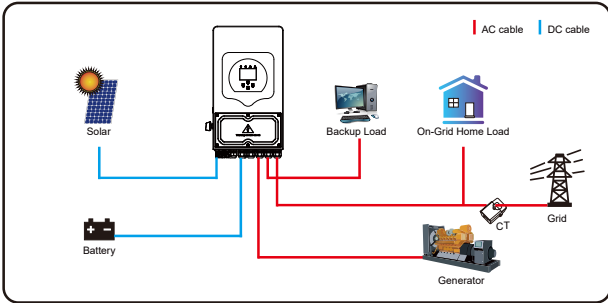 AC cable
DC cable
Solar
Backup Load
On-Grid Home Load
Grid
CT
Battery
Generator